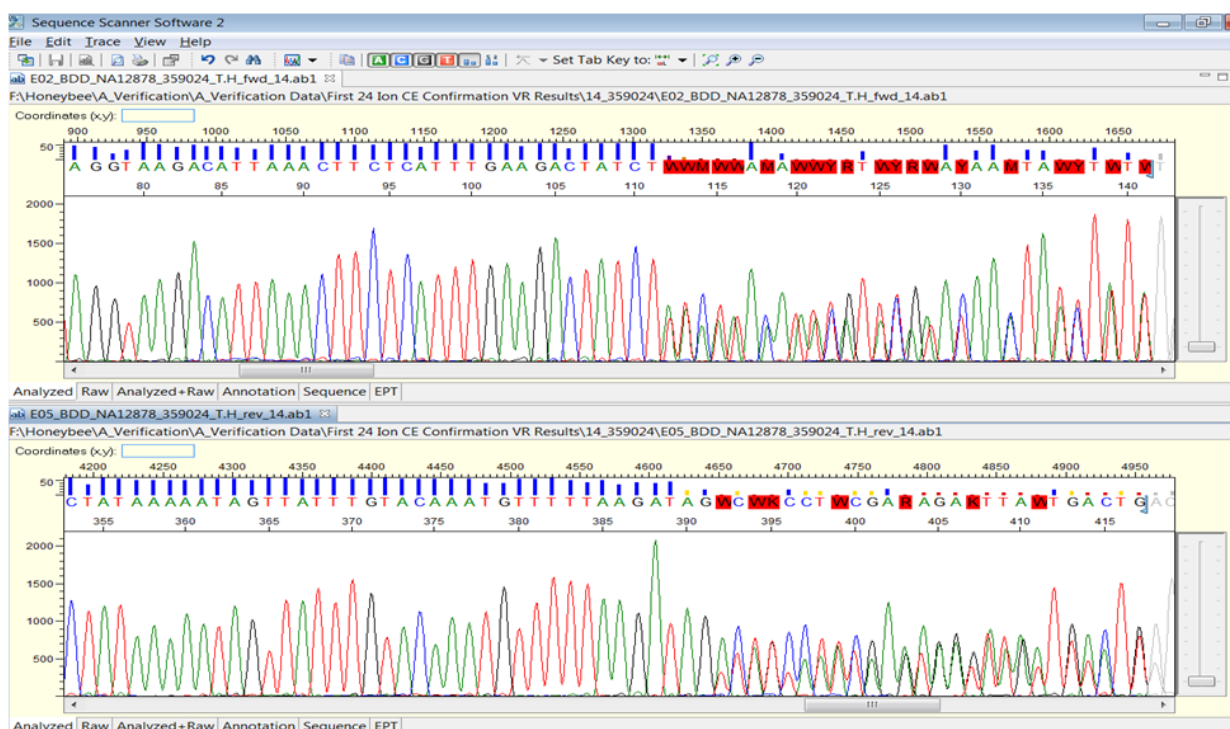 Sequence Scanner Software 2
File Edit Trace View Help
Set Tab Key to:
E02_BDD_NA12878_359024_T.H_fwd_14.ab1
F:\Honeybee\A_Verification\A_Verification Data\First 24 Ion CE Confirmation VR Results\14_359024\E02_BDD_NA12878_359024_T.H_fwd_14.ab1
Coordinates (x,y):
900 950 1000 1050 1100 1150 1200 1250 1300 1350 1400 1450 1500 1550 1600 1650
50
AGGTAAGACATTAAACTTCTCATTTGAAGACTATCTWWMWWAMAWWYRTWYRWAYAAMTAWYTWTWT
80 85 90 95 100 105 110 115 120 125 130 135 140
2000
1500
1000
500
Analyzed Raw Analyzed+Raw Annotation Sequence EPT
E05_BDD_NA12878_359024_T.H_rev_14.ab1
F:\Honeybee\A_Verification\A_Verification Data\First 24 Ion CE Confirmation VR Results\14_359024\E05_BDD_NA12878_359024_T.H_rev_14.ab1
Coordinates (x,y):
4200 4250 4300 4350 4400 4450 4500 4550 4600 4650 4700 4750 4800 4850 4900 4950
50
CTATAAAAATAGTTATTTGTACAAATGTTTTTAAGATAGWCWKCCTWCGARAGAKTTAWTGACTGAC
355 360 365 370 375 380 385 390 395 400 405 410 415
2000
1500
1000
500
Analyzed Raw Analyzed+Raw Annotation Sequence EPT